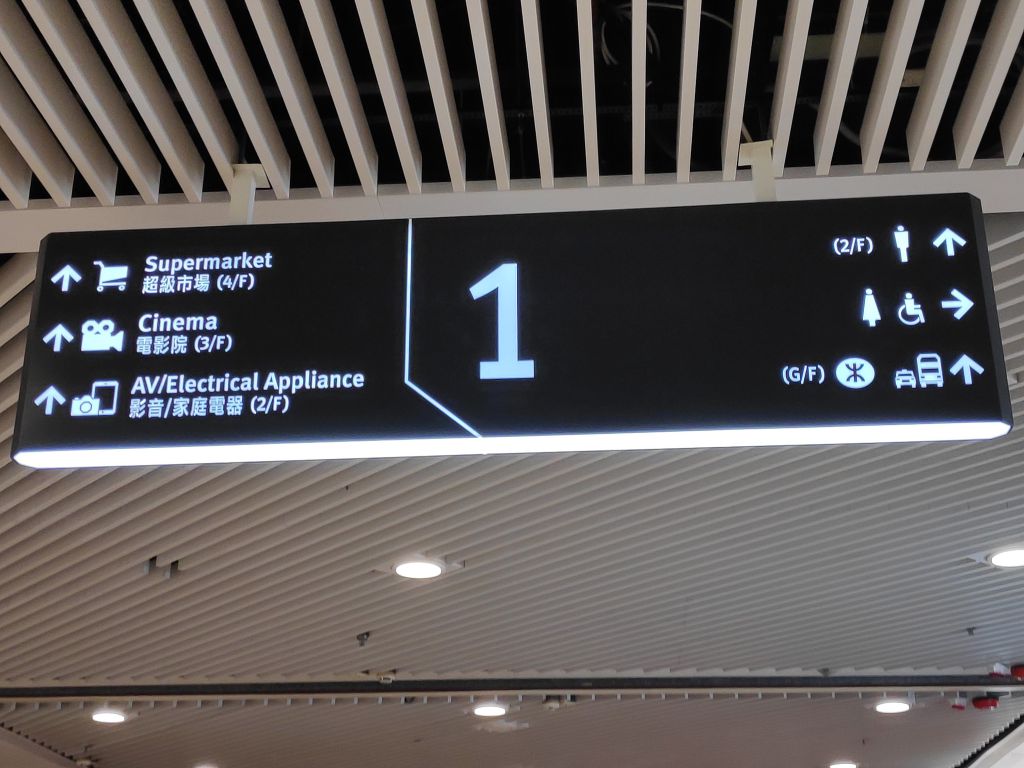 Supermarket
超級市場 (4/F)
Cinema
電影院 (3/F)
AV/Electrical Appliance
影音/家庭電器 (2/F)
1
(2/F)
(G/F)